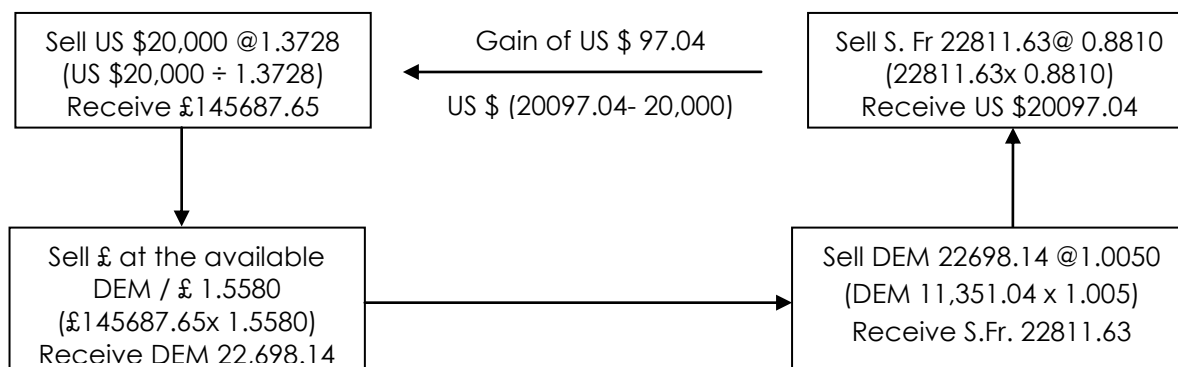 Sell US $20,000 @1.3728
(US $20,000 ÷ 1.3728)
Receive £145687.65
Gain of US $ 97.04
US $ (20097.04- 20,000)
Sell S. Fr 22811.63@ 0.8810
(22811.63x 0.8810)
Receive US $20097.04
Sell £ at the available
DEM / £ 1.5580
(£145687.65x 1.5580)
Receive DEM 22,698.14
Sell DEM 22698.14 @1.0050
(DEM 11,351.04 x 1.005)
Receive S.Fr. 22811.63